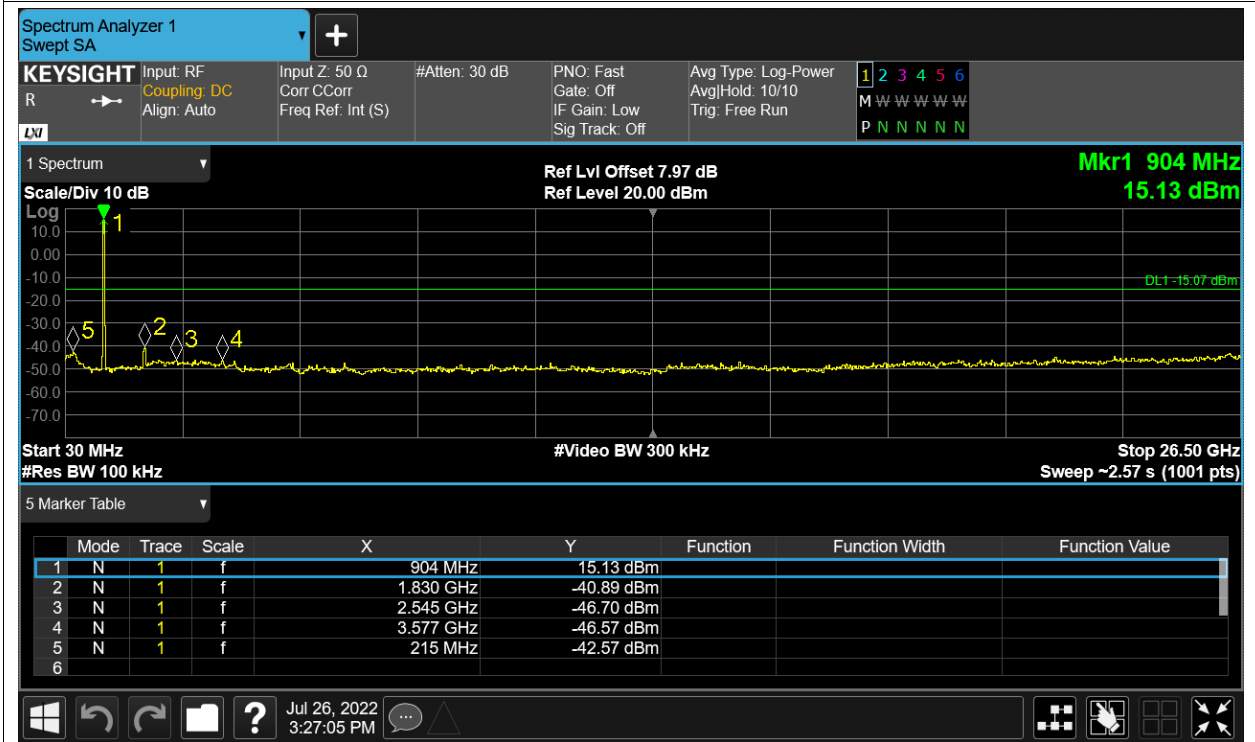 Spectrum Analyzer 1
Swept SA
KEYSIGHT
R
LXI
Input: RF
Coupling: DC
Align: Auto
Input Z: 50 Ω
Corr CCorr
Freq Ref: Int (S)
#Atten: 30 dB
PNO: Fast
Gate: Off
IF Gain: Low
Sig Track: Off
Avg Type: Log-Power
Avg|Hold: 10/10
Trig: Free Run
1 2 3 4 5 6
M W W W W W
P N N N N N
1 Spectrum
Scale/Div 10 dB
Ref Lvl Offset 7.97 dB
Ref Level 20.00 dBm
Mkr1 904 MHz
15.13 dBm
Log
10.0
0.00
-10.0
-20.0
-30.0
-40.0
-50.0
-60.0
-70.0
1
5
2
3
4
DL1 -15.07 dBm
Start 30 MHz
#Res BW 100 kHz
#Video BW 300 kHz
Stop 26.50 GHz
Sweep ~2.57 s (1001 pts)
5 Marker Table
Mode Trace Scale X Y Function Function Width Function Value
1 N 1 f 904 MHz 15.13 dBm
2 N 1 f 1.830 GHz -40.89 dBm
3 N 1 f 2.545 GHz -46.70 dBm
4 N 1 f 3.577 GHz -46.57 dBm
5 N 1 f 215 MHz -42.57 dBm
6
?
Jul 26, 2022
3:27:05 PM